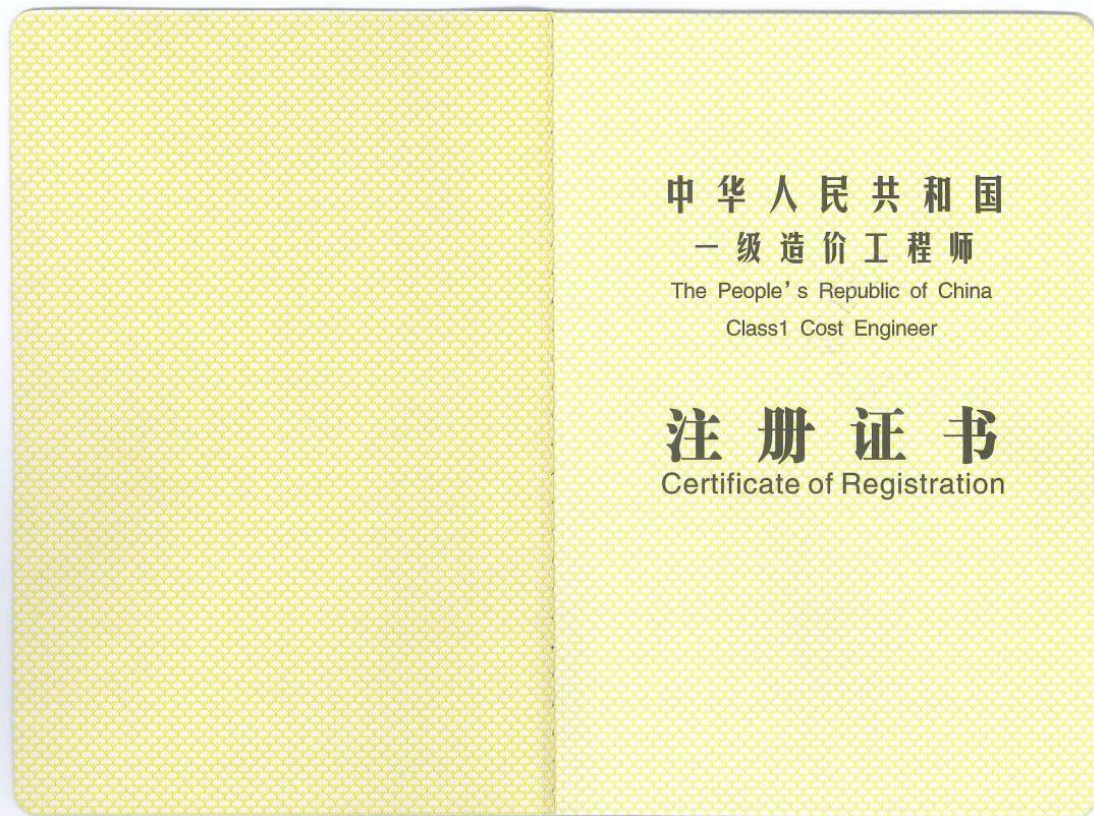 中华人民共和国
一级造价工程师
The People's Republic of China
Class1 Cost Engineer
注册证书
Certificate of Registration